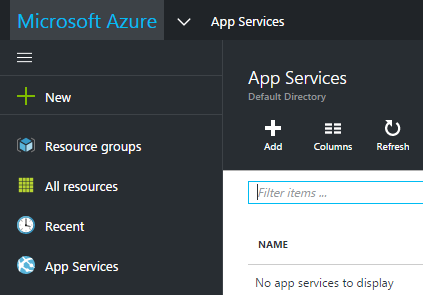 Microsoft Azure
App Services
New
Resource groups
All resources
Recent
App Services
App Services
Default Directory
Add
Columns
Refresh
Filter items ...
NAME
No app services to display